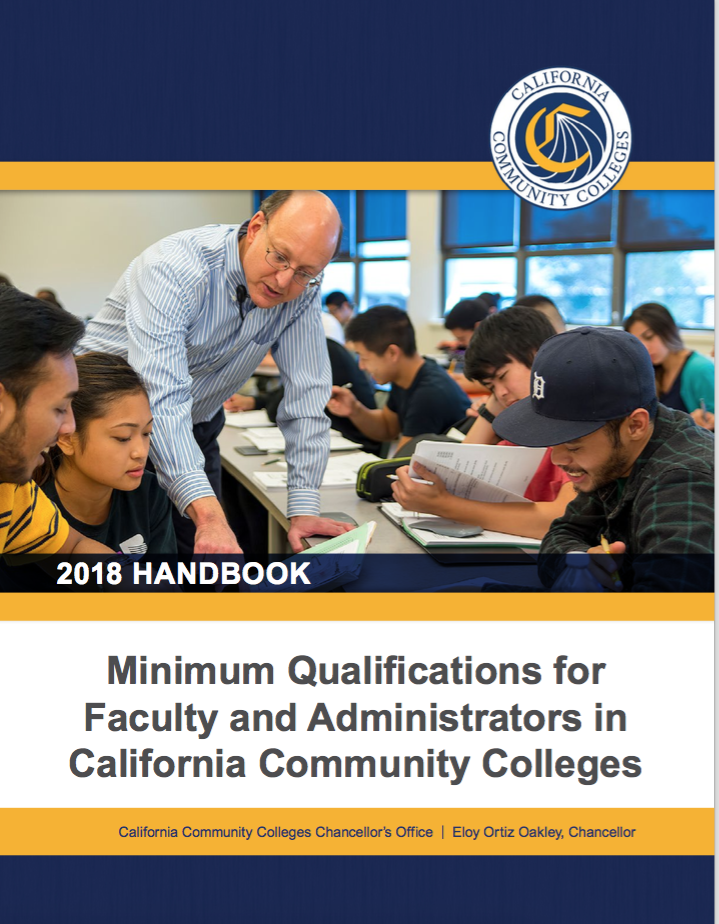 CALIFORNIA
COMMUNITY COLLEGES
2018 HANDBOOK
Minimum Qualifications for
Faculty and Administrators in
California Community Colleges
California Community Colleges Chancellor's Office | Eloy Ortiz Oakley, Chancellor